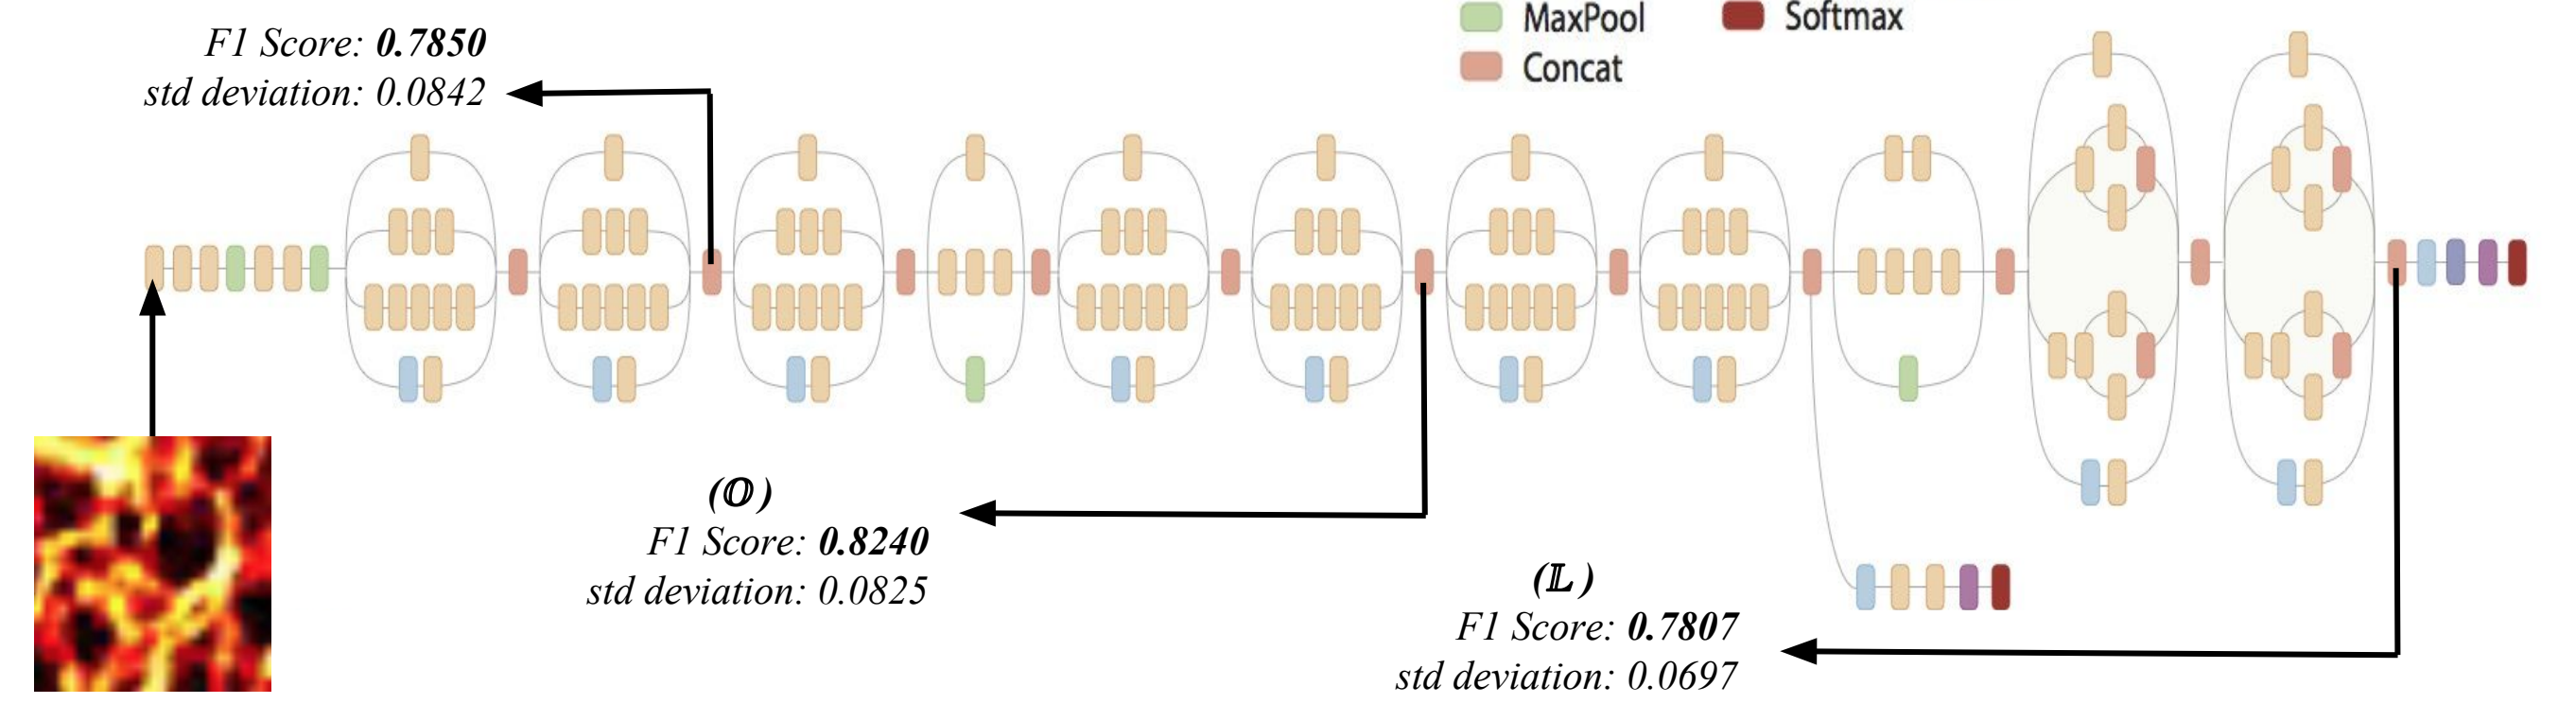 F1 Score: 0.7850
std deviation: 0.0842
MaxPool
Softmax
Concat
(𝕆)
F1 Score: 0.8240
std deviation: 0.0825
(𝕃)
F1 Score: 0.7807
std deviation: 0.0697